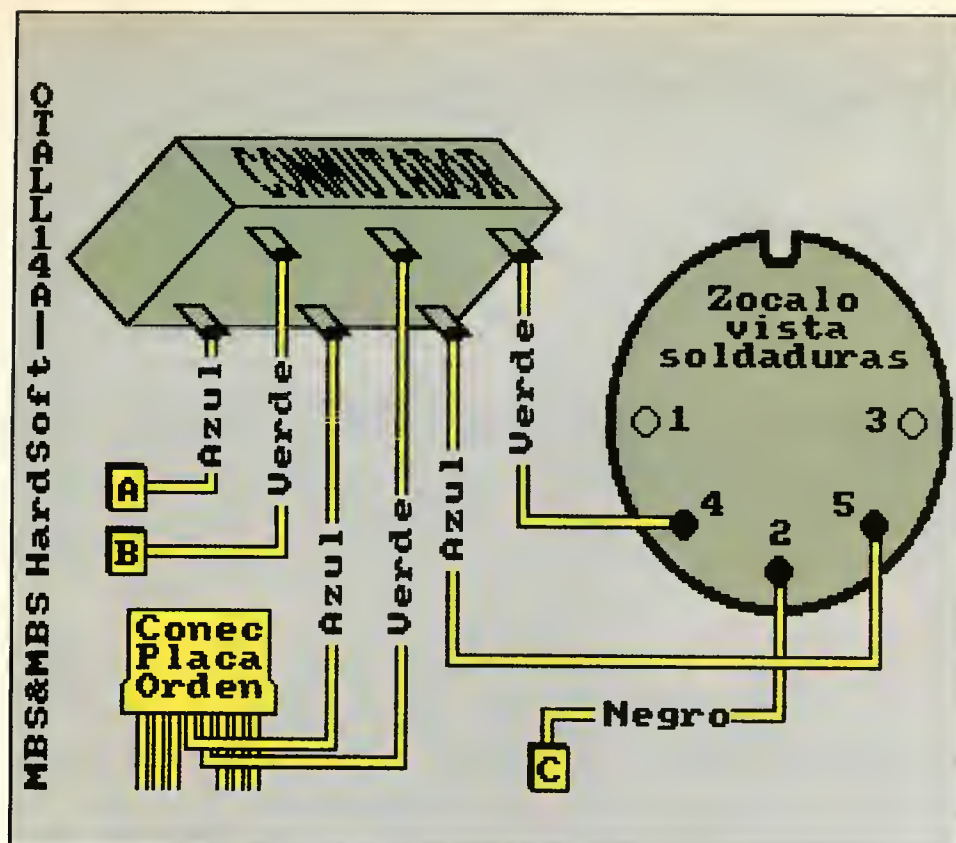 MBS&MBS HardSoft
CONMUTADOR
Zocalo
vista
soldaduras
1
3
4
2
5
Azul
Verde
Azul
Verde
Azul
Verde
A
B
Conec
Placa
Orden
Negro
C